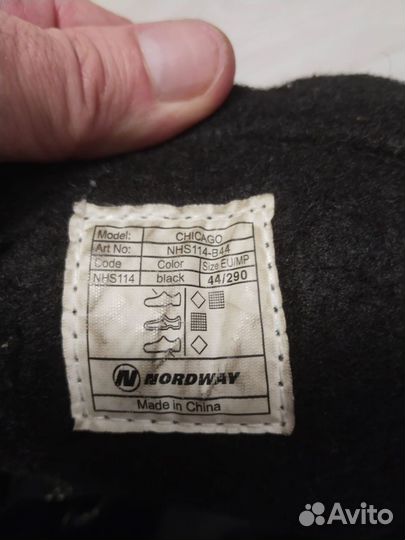 Model: CHICAGO
Art No: NHS114-B44
Code Color Size EU/MP
NHS114 black 44/290
NORDWAY
Made in China
Avito